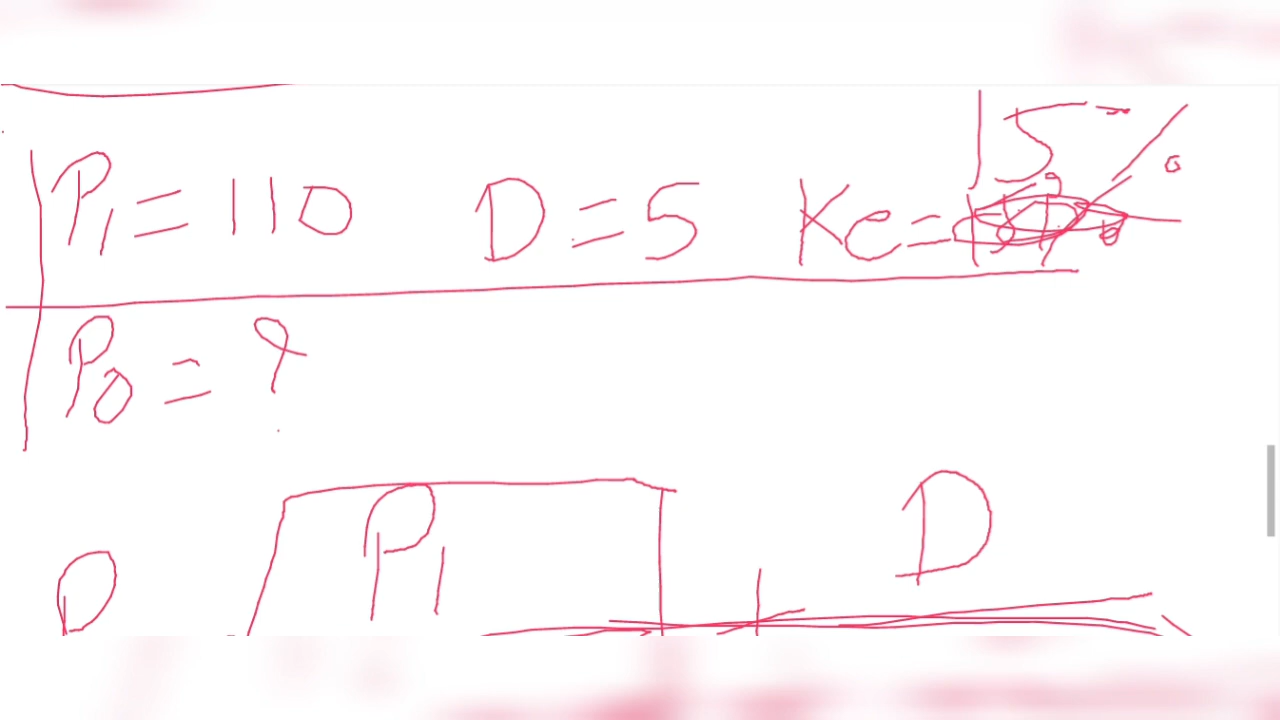 15%
P1 = 110 D = 5 Ke =
P0 = ?
P1 + D
P